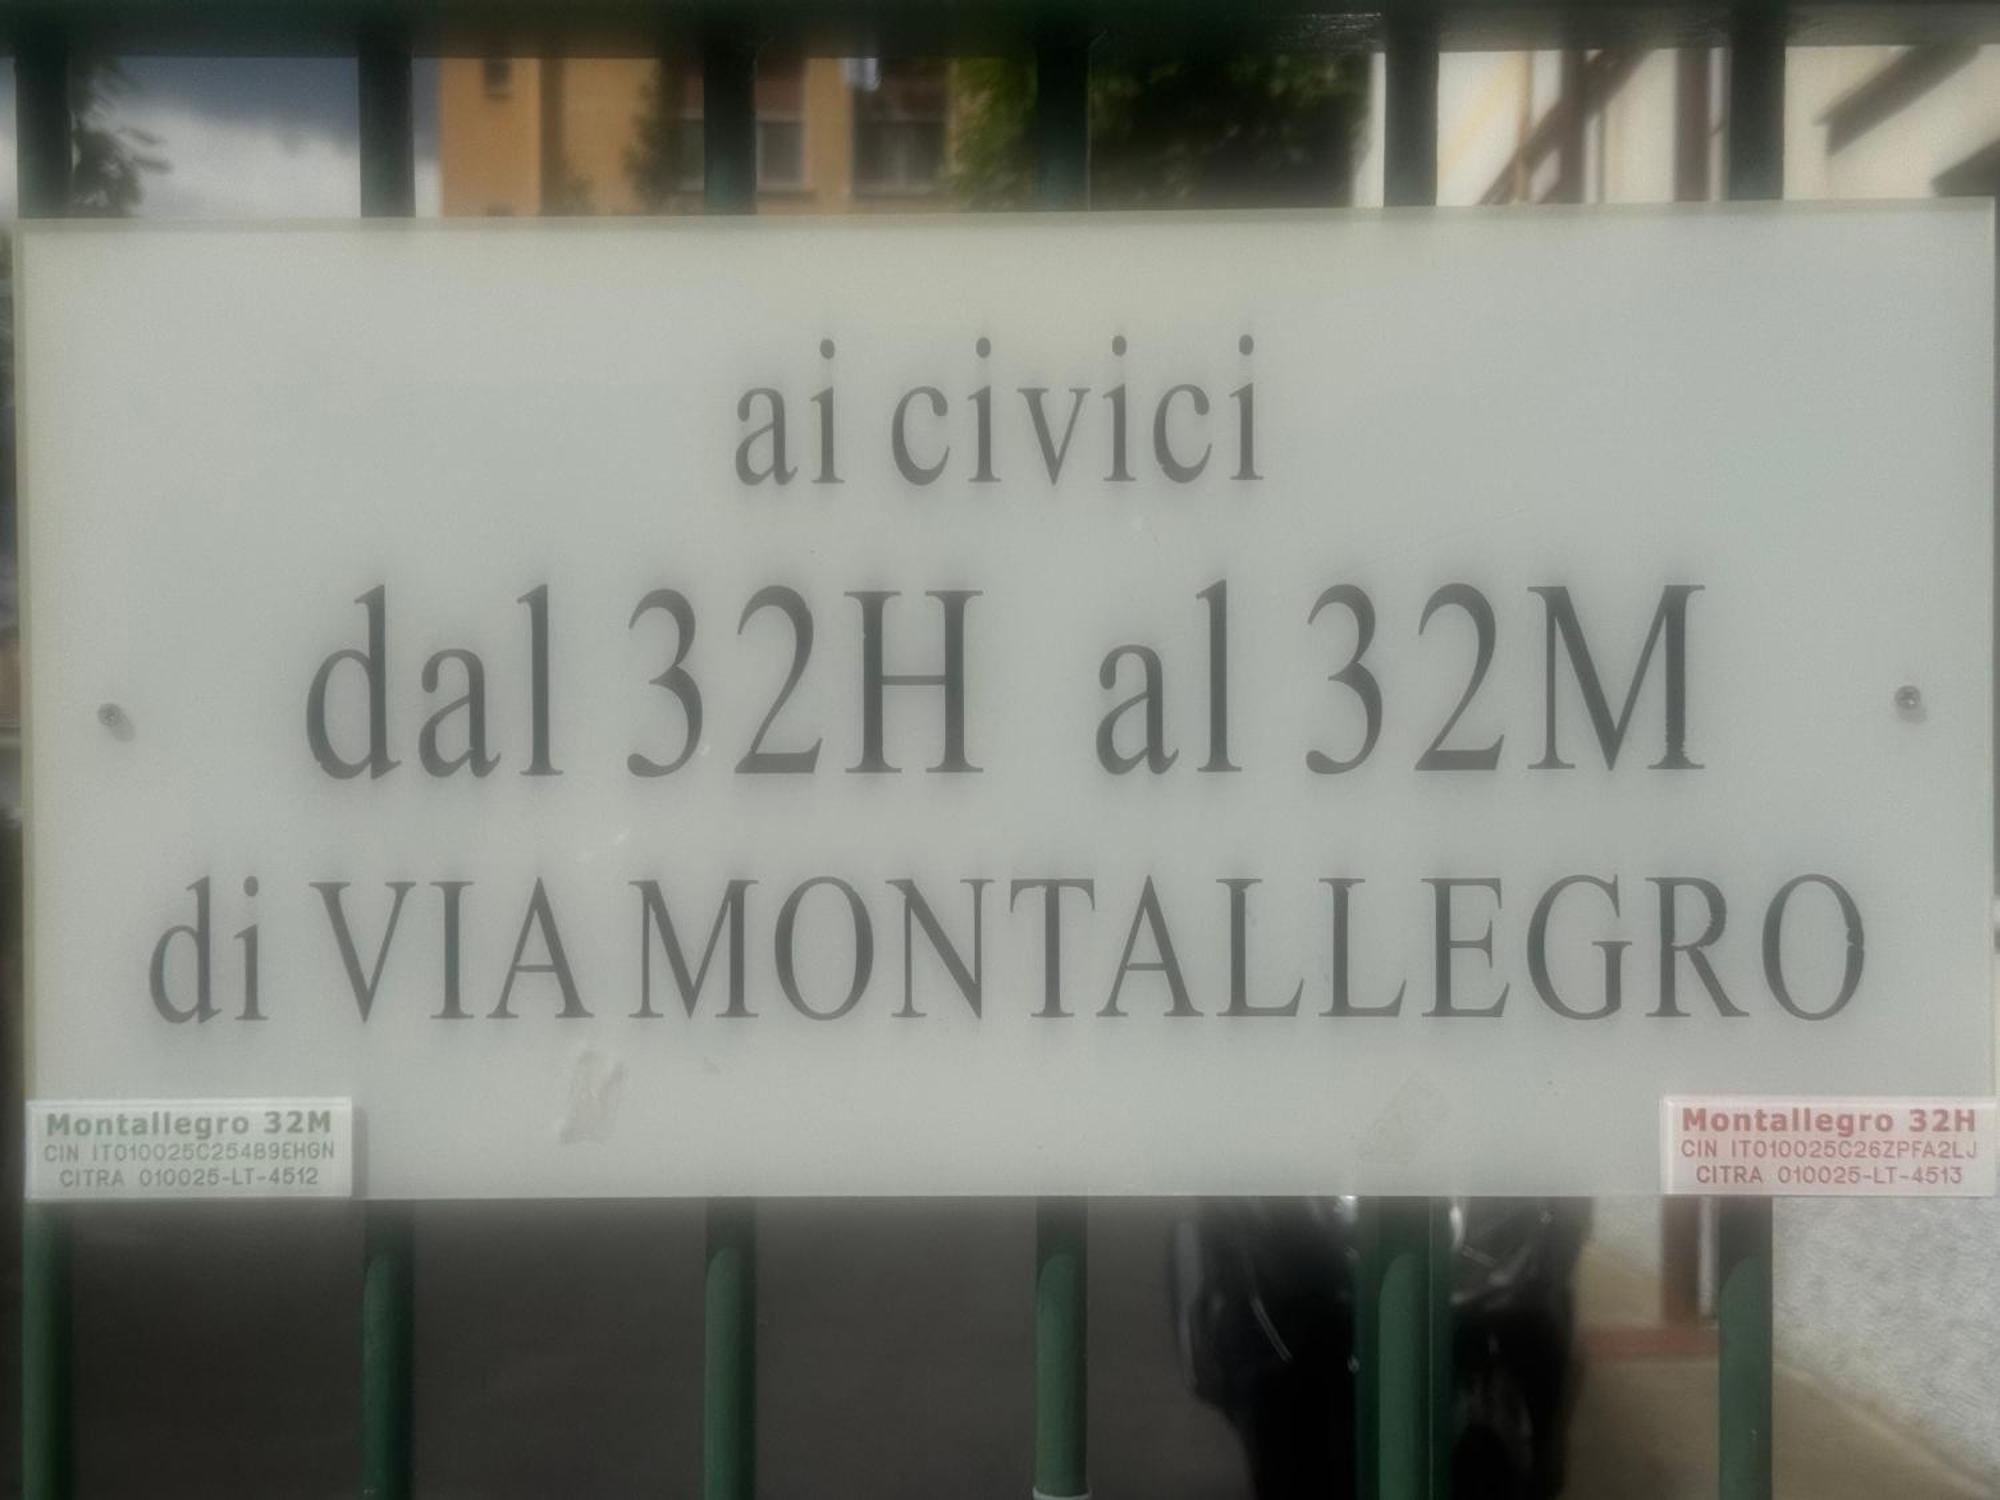 ai civici
dal 32H al 32M
di VIA MONTALLEGRO
Montallegro 32M
CIN IT010025C254B9EHGN
CITRA 010025-LT-4512
Montallegro 32H
CIN IT010025C26ZPFA2LJ
CITRA 010025-LT-4513